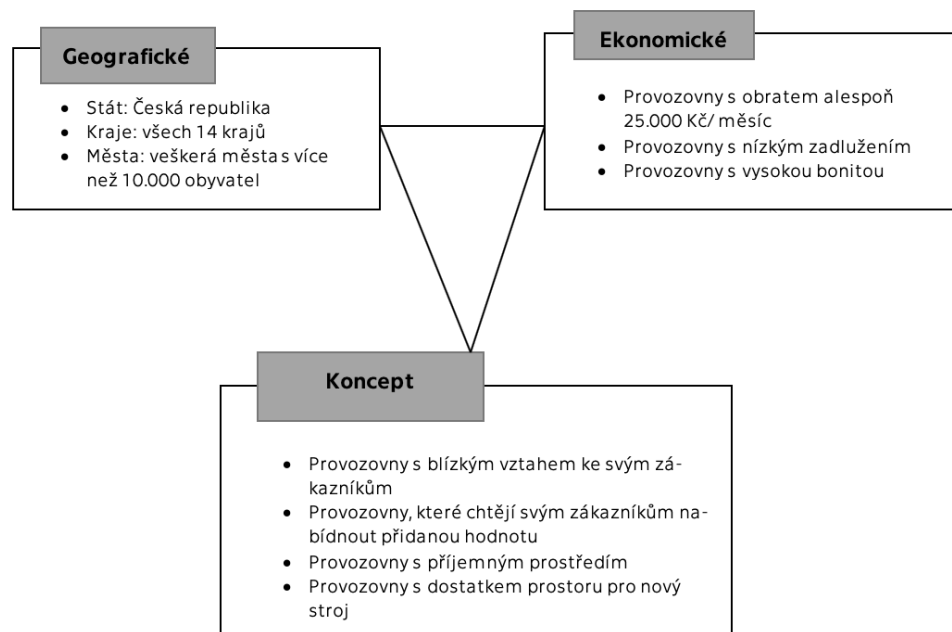 Geografické
• Stát: Česká republika
• Kraje: všech 14 krajů
• Města: veškerá města s více
než 10.000 obyvatel
Ekonomické
• Provozovny s obratem alespoň
25.000 Kč/ měsíc
• Provozovny s nízkým zadlužením
• Provozovny s vysokou bonitou
Koncept
• Provozovny s blízkým vztahem ke svým zá-
kazníkům
• Provozovny, které chtějí svým zákazníkům na-
bídnout přidanou hodnotu
• Provozovny s příjemným prostředím
• Provozovny s dostatkem prostoru pro nový
stroj